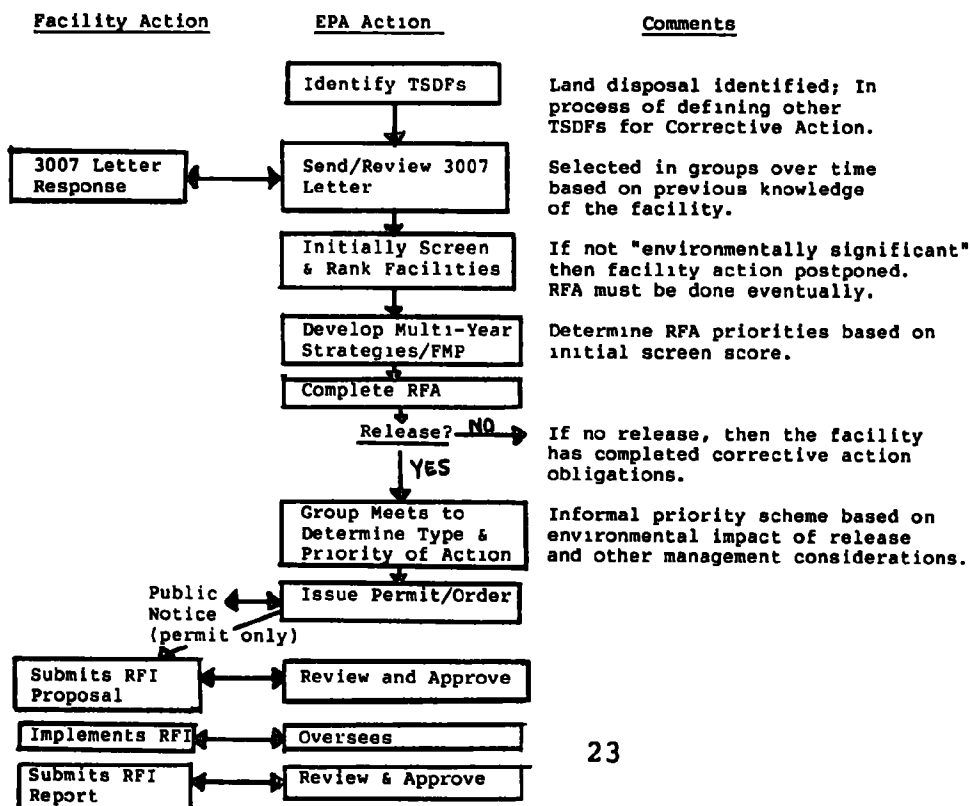 Facility Action EPA Action Comments
Identify TSDFs
Land disposal identified; In
process of defining other
TSDFs for Corrective Action.
3007 Letter
Response
Send/Review 3007
Letter
Selected in groups over time
based on previous knowledge
of the facility.
Initially Screen
& Rank Facilities
If not "environmentally significant"
then facility action postponed.
RFA must be done eventually.
Develop Multi-Year
Strategies/FMP
Determine RFA priorities based on
initial screen score.
Complete RFA
Release? NO
If no release, then the facility
has completed corrective action
obligations.
YES
Group Meets to
Determine Type &
Priority of Action
Informal priority scheme based on
environmental impact of release
and other management considerations.
Public
Notice
(permit only)
Issue Permit/Order
Submits RFI
Proposal
Review and Approve
Implements RFI
Oversees
23
Submits RFI
Report
Review & Approve